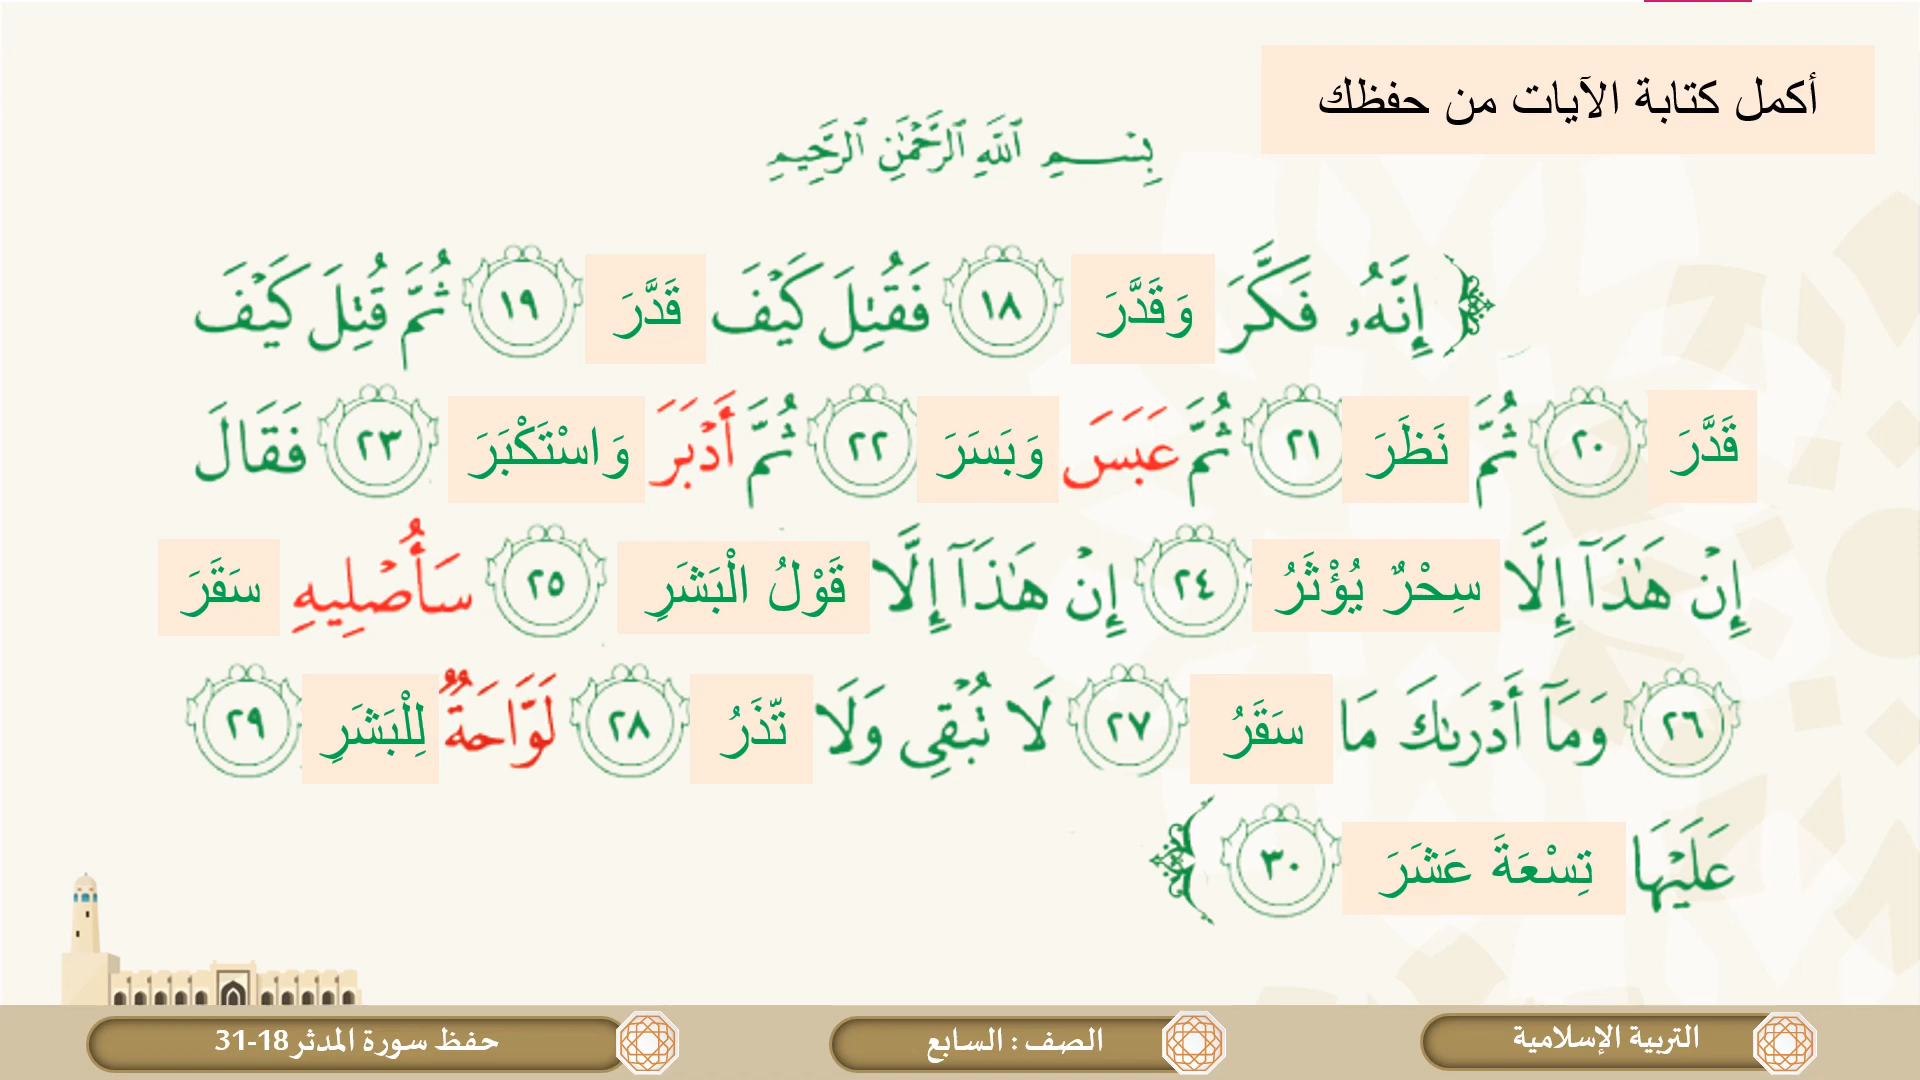 أكمل كتابة الآيات من حفظك
بِسْمِ ٱللَّهِ ٱلرَّحْمَٰنِ ٱلرَّحِيمِ
﴿ إِنَّهُۥ فَكَّرَ وَقَدَّرَ ١٨ فَقُتِلَ كَيْفَ قَدَّرَ ١٩ ثُمَّ قُتِلَ كَيْفَ
قَدَّرَ ٢٠ ثُمَّ نَظَرَ ٢١ ثُمَّ عَبَسَ وَبَسَرَ ٢٢ ثُمَّ أَدْبَرَ وَاسْتَكْبَرَ ٢٣ فَقَالَ
إِنْ هَٰذَآ إِلَّا سِحْرٌ يُؤْثَرُ ٢٤ إِنْ هَٰذَآ إِلَّا قَوْلُ الْبَشَرِ ٢٥ سَأُصْلِيهِ سَقَرَ
٢٦ وَمَآ أَدْرَىٰكَ مَا سَقَرُ ٢٧ لَا تُبْقِى وَلَا تّذَرُ ٢٨ لَوَّاحَةٌ لِلْبَشَرِ ٢٩
عَلَيْهَا تِسْعَةَ عَشَرَ ٣٠ ﴾
التربية الإسلامية
الصف : السابع
حفظ سورة المدثر18-31